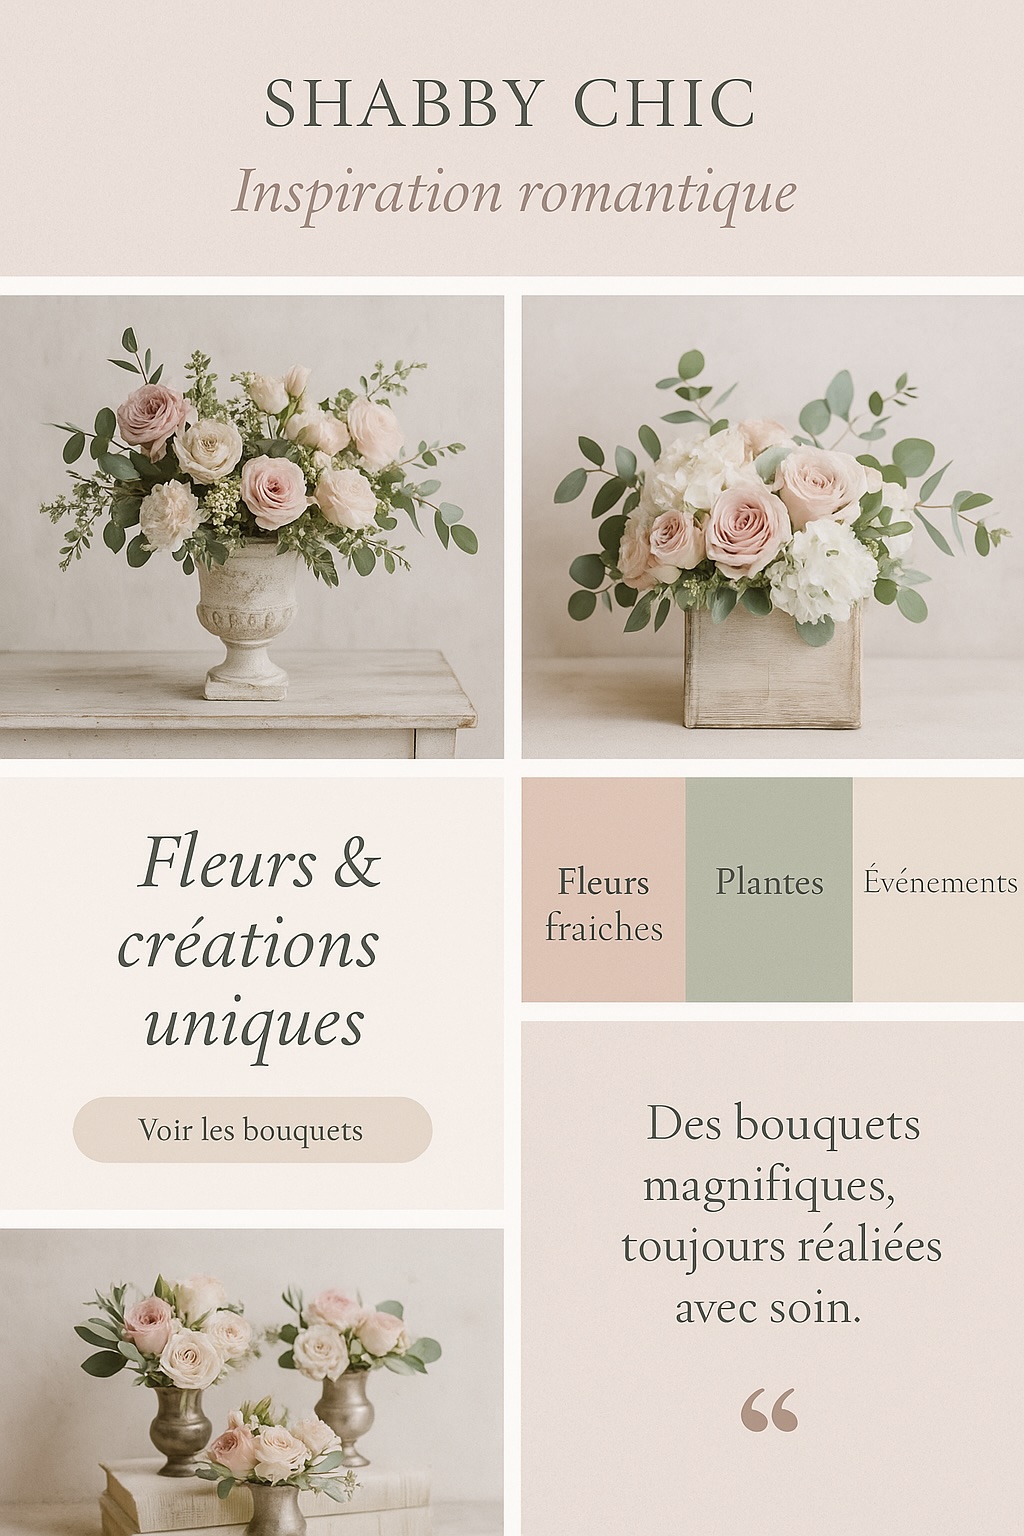 SHABBY CHIC
Inspiration romantique
Fleurs &
créations
uniques
Voir les bouquets
Fleurs
fraiches
Plantes
Événements
Des bouquets
magnifiques,
toujours réaliées
avec soin.
“